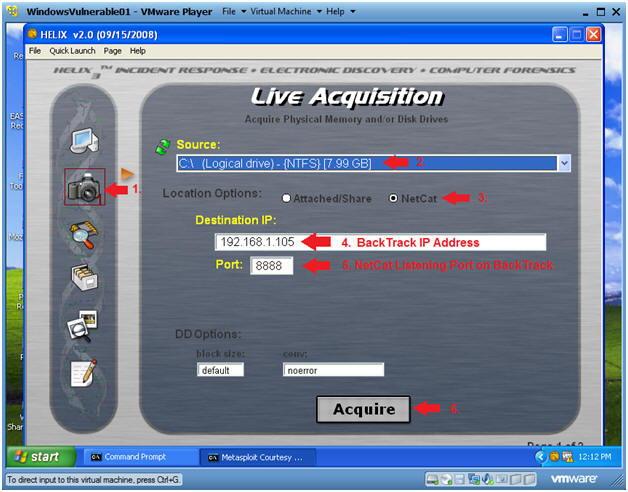 WindowsVulnerable01 - VMware Player File Virtual Machine Help
HELIX v2.0 (09/15/2008)
File Quick Launch Page Help
HELIX 3™ INCIDENT RESPONSE • ELECTRONIC DISCOVERY • COMPUTER FORENSICS
Live Acquisition
Acquire Physical Memory and/or Disk Drives
Source:
C:\ (Logical drive) - {NTFS} [7.99 GB] 2.
1.
Location Options: Attached/Share NetCat 3.
Destination IP:
192.168.1.105 4. BackTrack IP Address
Port: 8888 5. NetCat Listening Port on BackTrack
DD Options:
block size: conv:
default noerror
Acquire 6.
Page 1 of 2
start Command Prompt Metasploit Courtesy ... 12:12 PM
To direct input to this virtual machine, press Ctrl+G. vmware